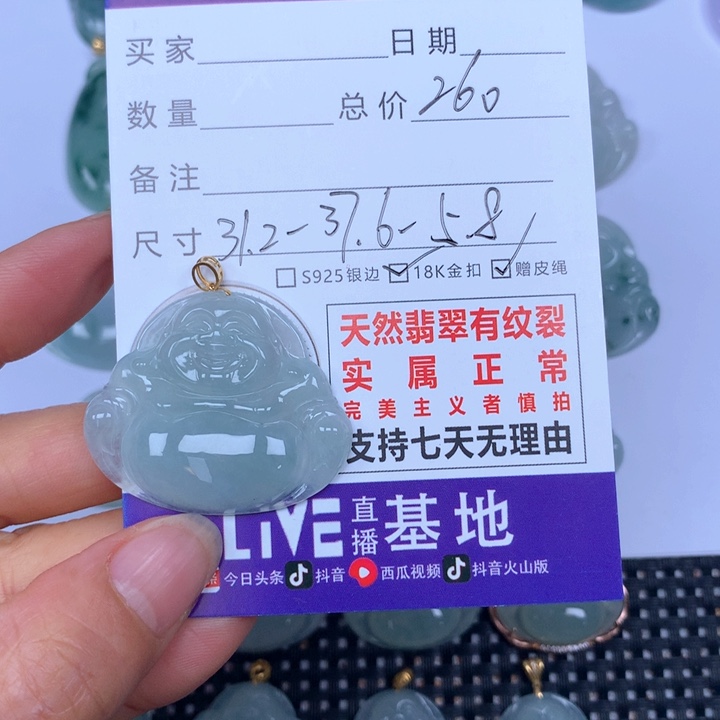 买家 日期
数量 总价 260
备注
尺寸 31.2-37.6-5.8
S925银边 18K金扣 赠皮绳
天然翡翠有纹裂
实属正常
完美主义者慎拍
支持七天无理由
LIVE 直播 基地
今日头条 抖音 西瓜视频 抖音火山版